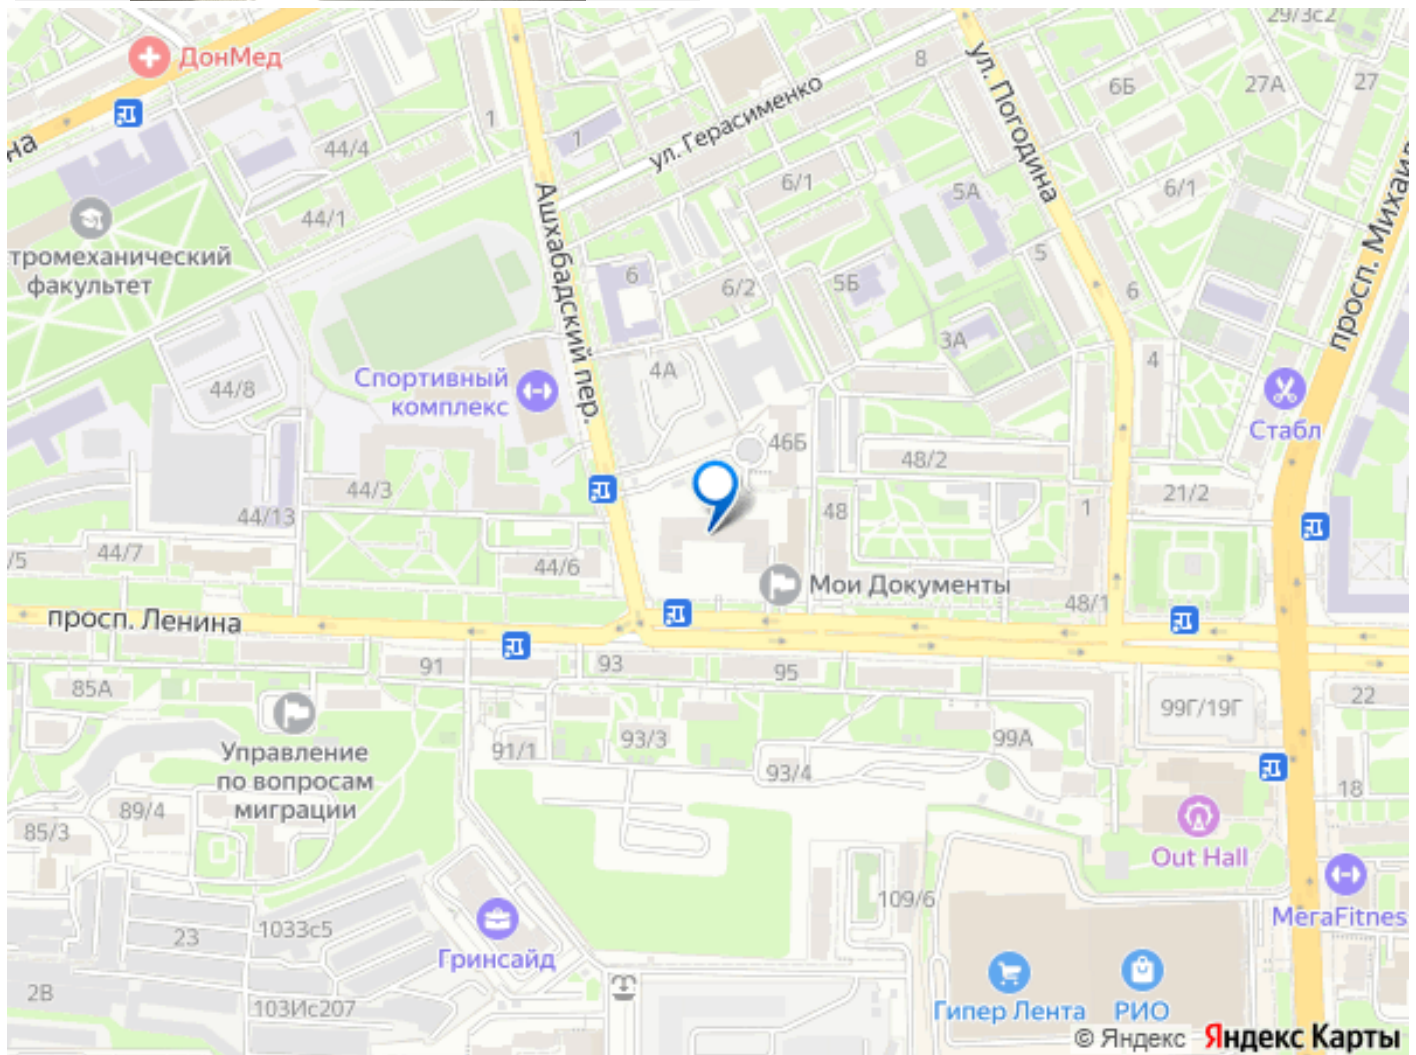 29/3с2
ДонМед
8
ул. Погодина
6Б
27А
27
1
1
на
44/4
ул. Герасименко
6/1
5А
6/1
просп. Михаил
44/1
Ашхабадский пер.
тромеханический
факультет
6
6/2
5Б
5
6
3А
4
4А
44/8
Спортивный
комплекс
Стабл
46Б
48/2
44/3
48
21/2
44/13
1
/5
44/7
44/6
Мои Документы
48/1
просп. Ленина
91
93
95
85А
22
99Г/19Г
Управление
по вопросам
миграции
91/1
93/3
99А
93/4
18
89/4
85/3
Out Hall
109/6
МегаFitnes
1033с5
23
Гринсайд
2В
103Ис207
Гипер Лента
РИО
© Яндекс Яндекс Карты